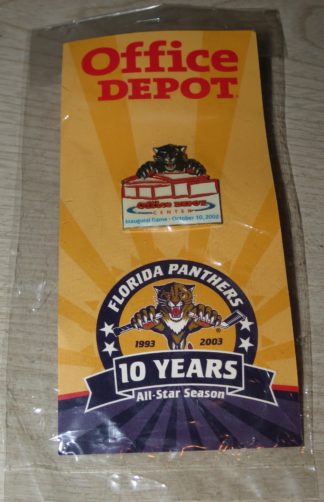 Office
DEPOT
Office DEPOT
CENTER
Inaugural Game - October 10, 2002
FLORIDA PANTHERS
1993 2003
10 YEARS
All-Star Season